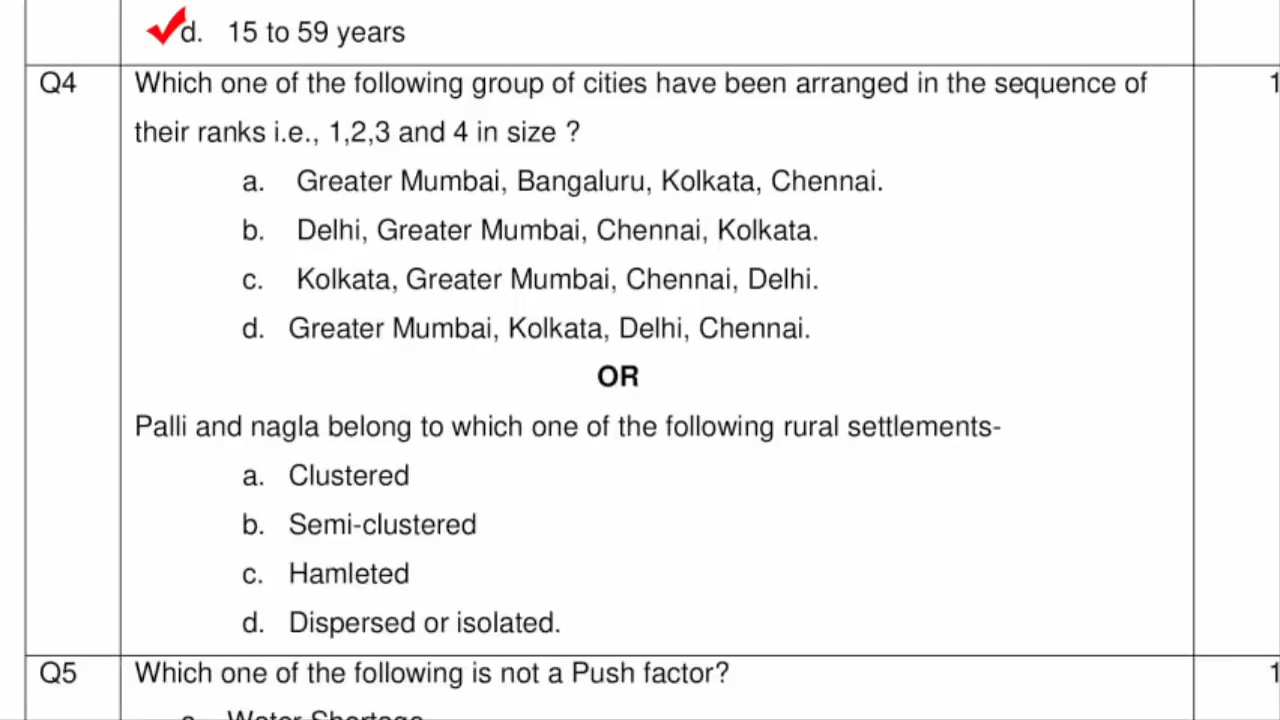 d. 15 to 59 years
Q4 Which one of the following group of cities have been arranged in the sequence of 1
their ranks i.e., 1,2,3 and 4 in size ?
a. Greater Mumbai, Bangaluru, Kolkata, Chennai.
b. Delhi, Greater Mumbai, Chennai, Kolkata.
c. Kolkata, Greater Mumbai, Chennai, Delhi.
d. Greater Mumbai, Kolkata, Delhi, Chennai.
OR
Palli and nagla belong to which one of the following rural settlements-
a. Clustered
b. Semi-clustered
c. Hamleted
d. Dispersed or isolated.
Q5 Which one of the following is not a Push factor? 1
a. Water Shortage